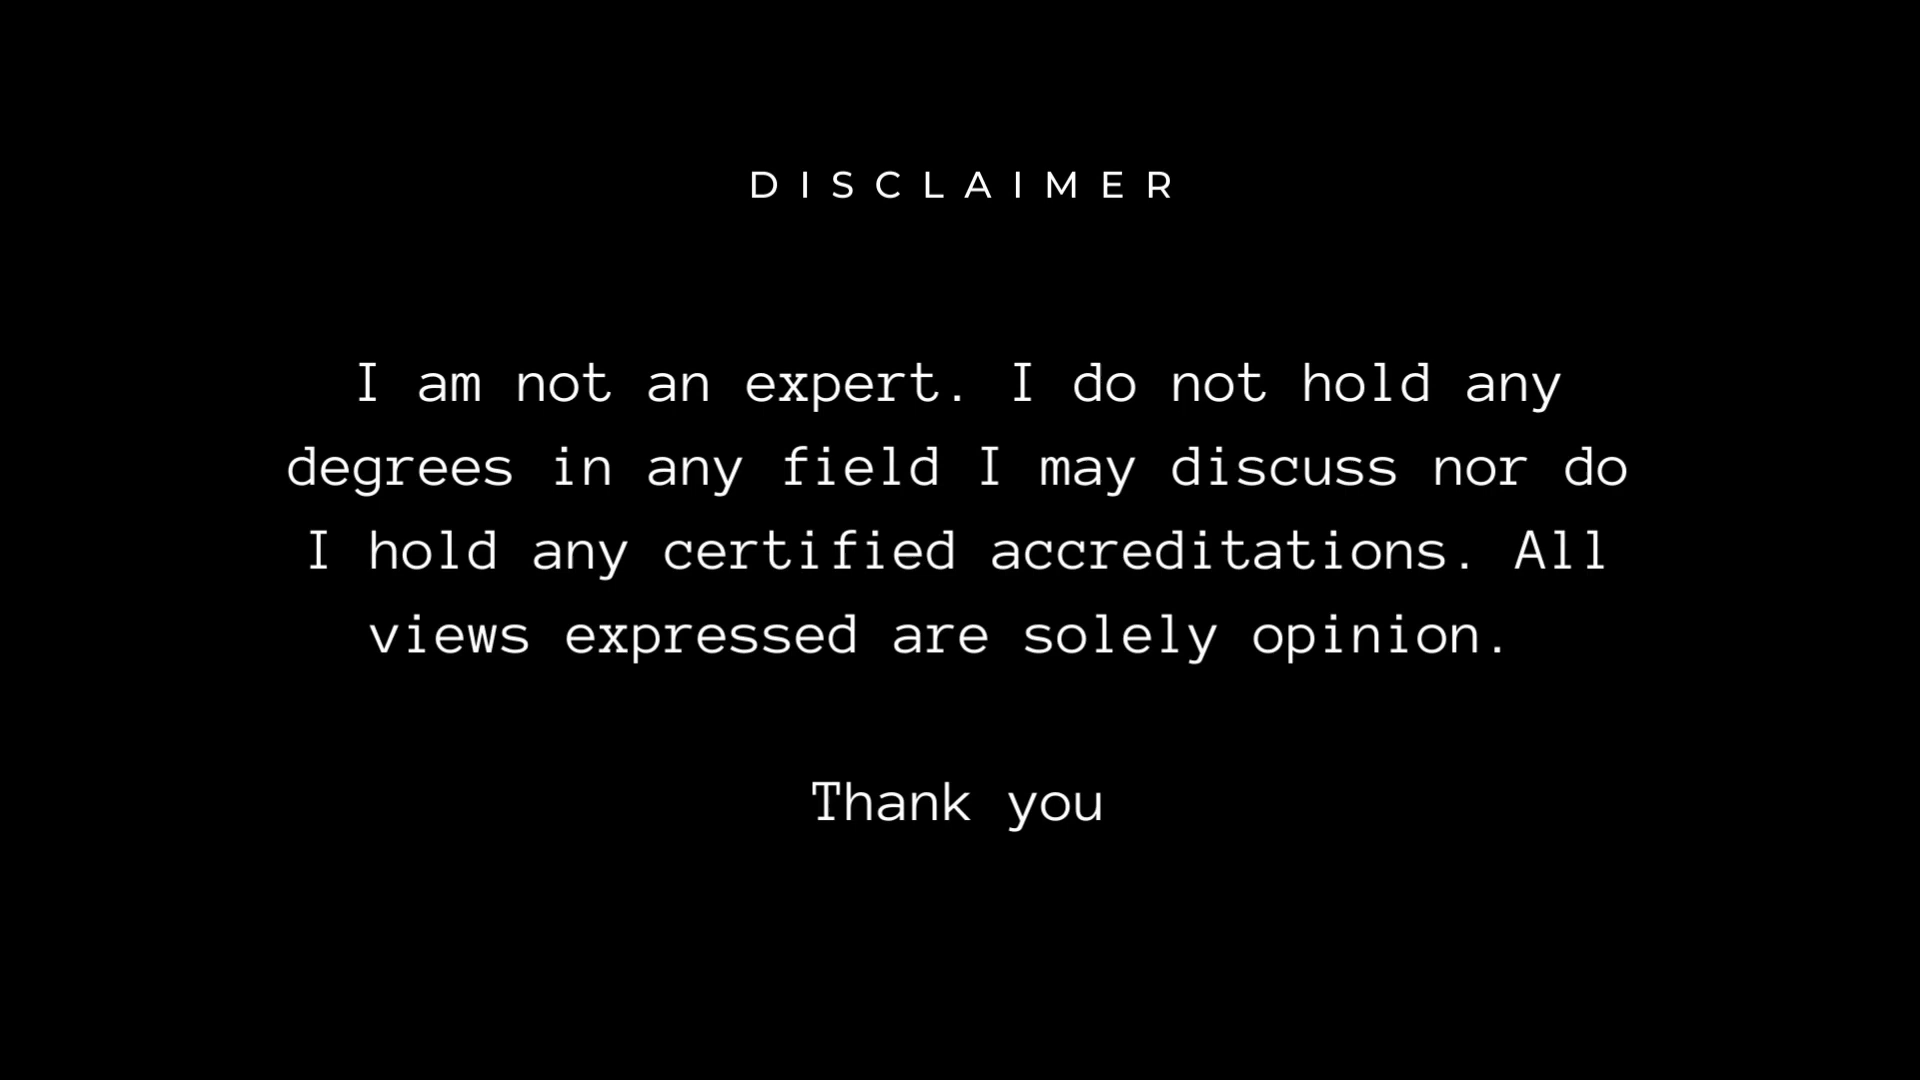 DISCLAIMER
I am not an expert. I do not hold any
degrees in any field I may discuss nor do
I hold any certified accreditations. All
views expressed are solely opinion.
Thank you